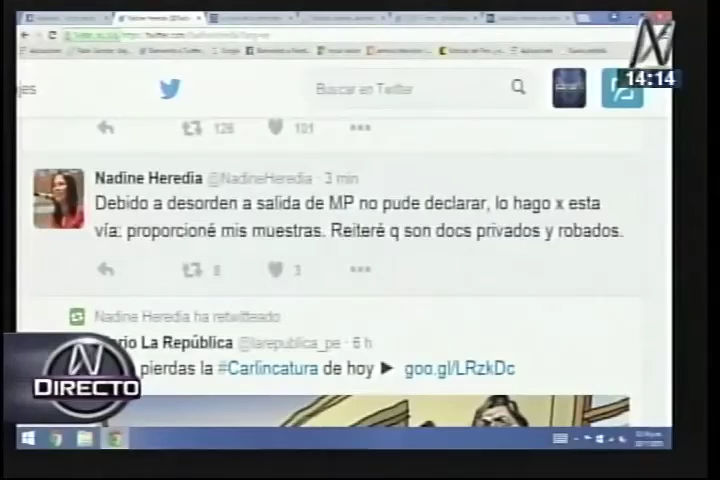 14:14
jes
Buscar en Twitter
126 101
Nadine Heredia @NadineHeredia · 3 min
Debido a desorden a salida de MP no pude declarar, lo hago x esta
vía: proporcioné mis muestras. Reiteré q son docs privados y robados.
8 3
Nadine Heredia ha retwitteado
rio La República @larepublica_pe · 6 h
pierdas la #Carlincatura de hoy ► goo.gl/LRzkDc
N
DIRECTO